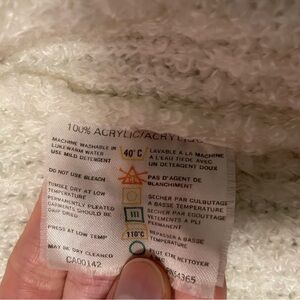 100% ACRYLIC/ACRYLIQUE
MACHINE WASHABLE IN
LUKEWARM WATER
USE MILD DETERGENT
40°C
LAVABLE A LA MACHINE
A L'EAU TIEDE AVEC
UN DETERGENT DOUX
DO NOT USE BLEACH
PAS D'AGENT DE
BLANCHIMENT
TUMBLE DRY AT LOW
TEMPERATURE
SECHER PAR CULBUTAGE
A BASSE TEMPERATURE
PERMANENTLY PLEATED
GARMENTS SHOULD BE
DRIP DRIED
SECHER PAR EGOUTTAGE
VETEMENTS A PLI
PERMANENT
PRESS AT LOW TEMP
110°C
REPASSER A BASSE
TEMPERATURE
MAY BE DRY CLEANED
PEUT ETRE NETTOYER
CA00142
4365